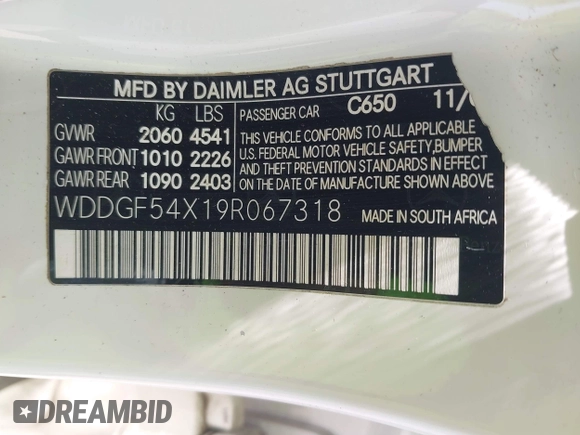 MFD BY DAIMLER AG STUTTGART
KG LBS PASSENGER CAR C650 11/
GVWR 2060 4541 THIS VEHICLE CONFORMS TO ALL APPLICABLE
GAWR FRONT 1010 2226 U.S. FEDERAL MOTOR VEHICLE SAFETY,BUMPER
GAWR REAR 1090 2403 AND THEFT PREVENTION STANDARDS IN EFFECT
ON THE DATE OF MANUFACTURE SHOWN ABOVE.
WDDGF54X19R067318 MADE IN SOUTH AFRICA
DREAMBID